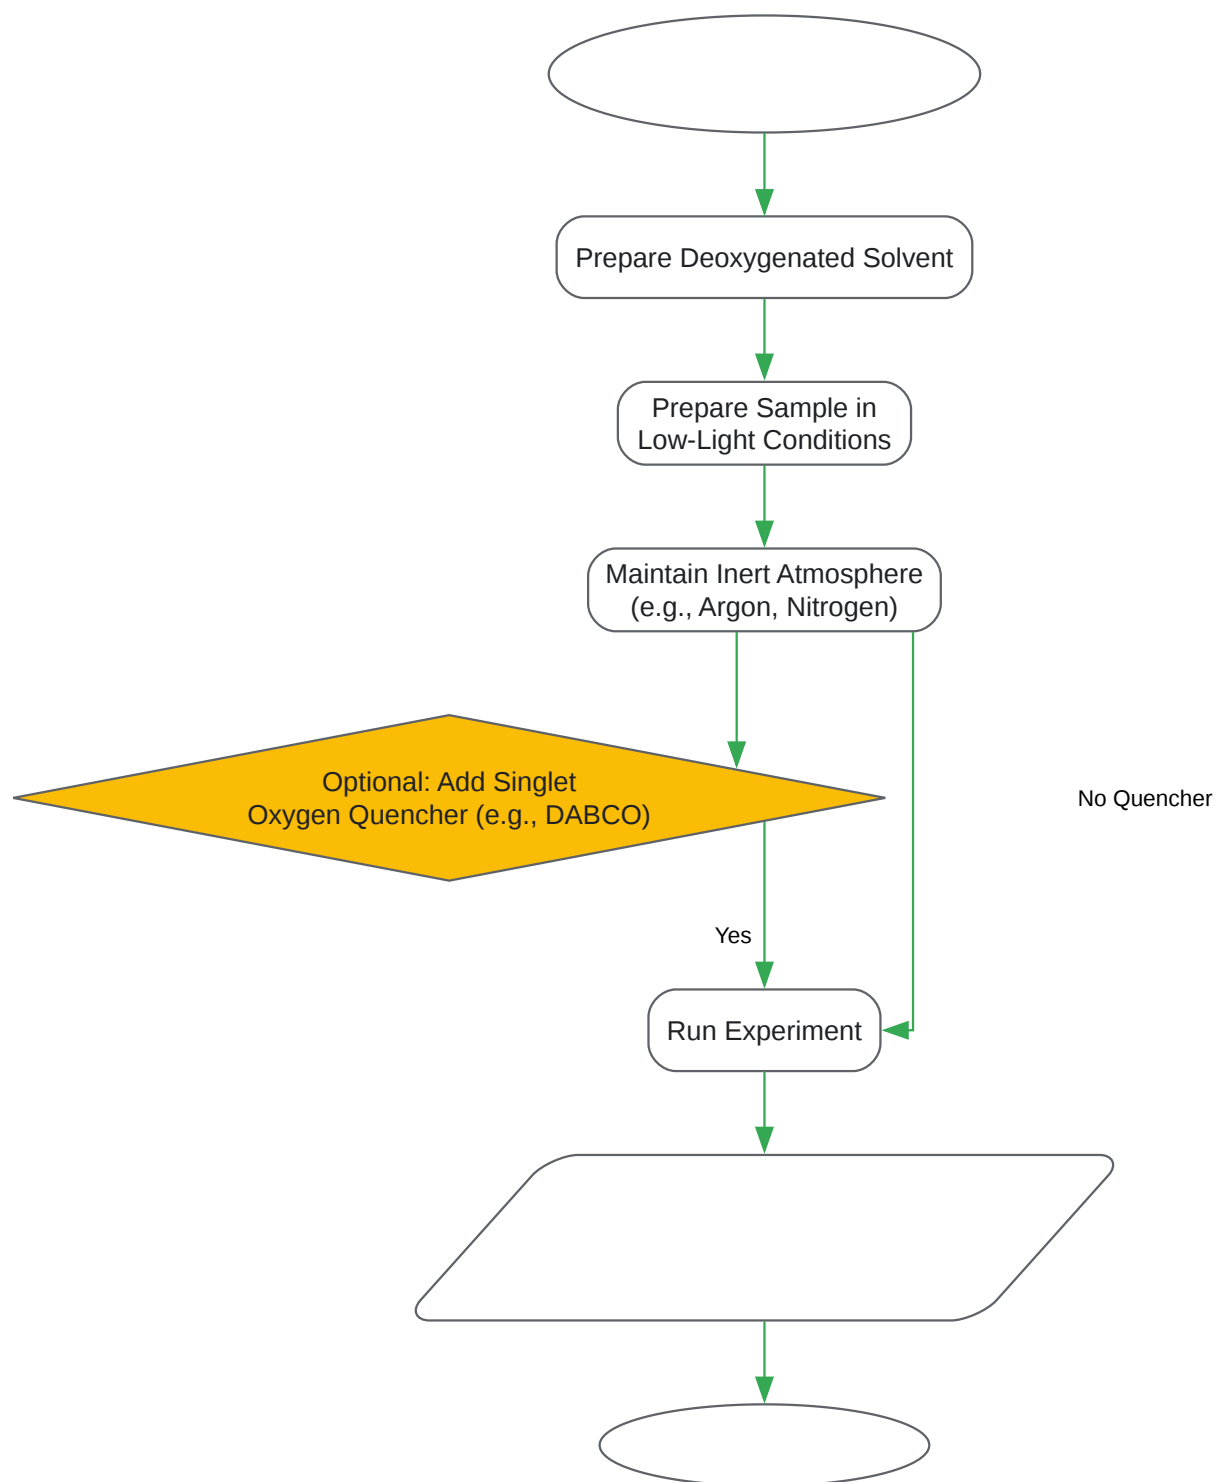 Prepare Deoxygenated Solvent
Prepare Sample in
Low-Light Conditions
Maintain Inert Atmosphere
(e.g., Argon, Nitrogen)
Optional: Add Singlet
Oxygen Quencher (e.g., DABCO)
No Quencher
Yes
Run Experiment